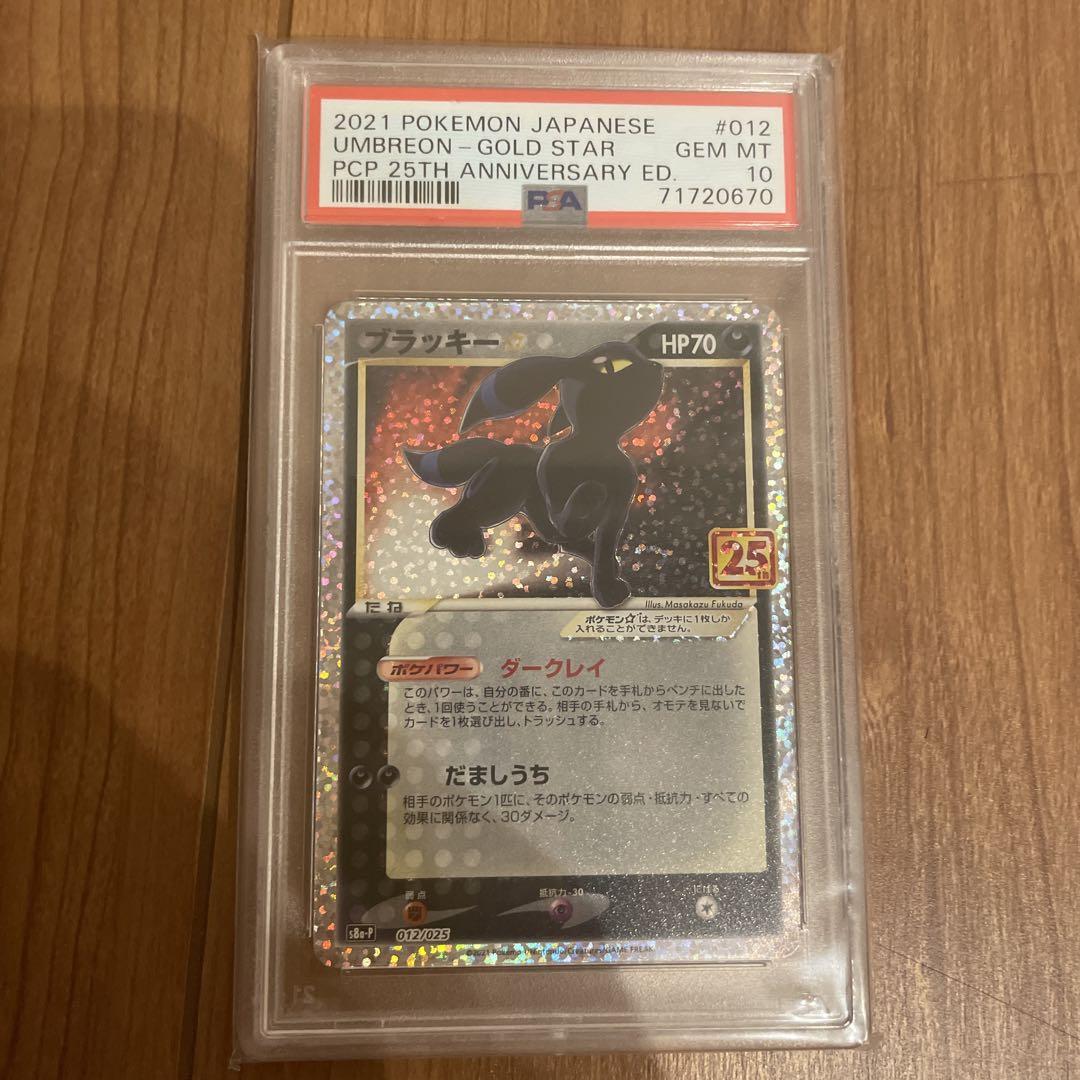 2021 POKEMON JAPANESE #012
UMBREON-GOLD STAR GEM MT
PCP 25TH ANNIVERSARY ED. 10
PSA 71720670
ブラッキー☆ HP70
25th
たね
Illus. Masakazu Fukuda
ポケモン☆は、デッキに1枚しか
入れることができません。
ポケパワー ダークレイ
このパワーは、自分の番に、このカードを手札からベンチに出した
とき、1回使うことができる。相手の手札から、オモテを見ないで
カードを1枚選び出し、トラッシュする。
だましうち
相手のポケモン1匹に、そのポケモンの弱点・抵抗力・すべての
効果に関係なく、30ダメージ。
弱点 抵抗力-30 にげる
s8a-P 012/025
©2021 Pokémon/Nintendo/Creatures/GAME FREAK.